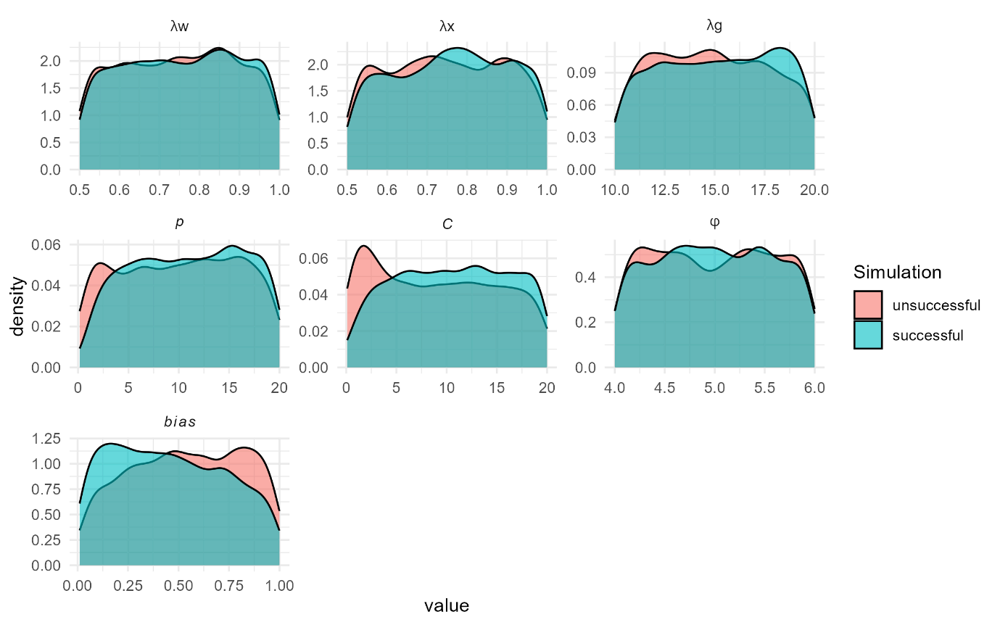 λw
λx
λg
2.0
1.5
1.0
0.5
0.0
0.5 0.6 0.7 0.8 0.9 1.0
2.0
1.5
1.0
0.5
0.0
0.5 0.6 0.7 0.8 0.9 1.0
0.09
0.06
0.03
0.00
10.0 12.5 15.0 17.5 20.0
p
C
φ
0.06
0.04
0.02
0.00
0 5 10 15 20
0.06
0.04
0.02
0.00
0 5 10 15 20
0.4
0.2
0.0
4.0 4.5 5.0 5.5 6.0
bias
1.25
1.00
0.75
0.50
0.25
0.00
0.00 0.25 0.50 0.75 1.00
density
value
Simulation
unsuccessful
successful